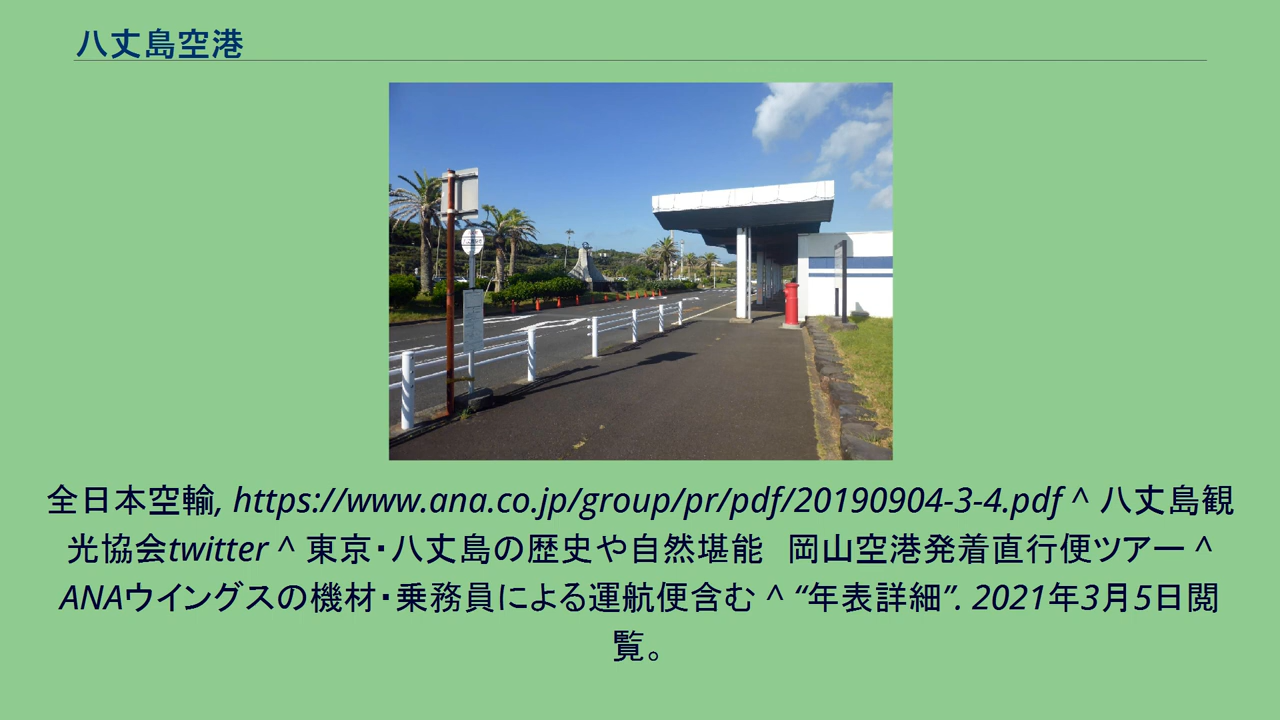 八丈島空港
全日本空輸, https://www.ana.co.jp/group/pr/pdf/20190904-3-4.pdf ^ 八丈島観
光協会twitter ^ 東京・八丈島の歴史や自然堪能　岡山空港発着直行便ツアー ^
ANAウイングスの機材・乗務員による運航便含む ^ “年表詳細”. 2021年3月5日閲
覧。